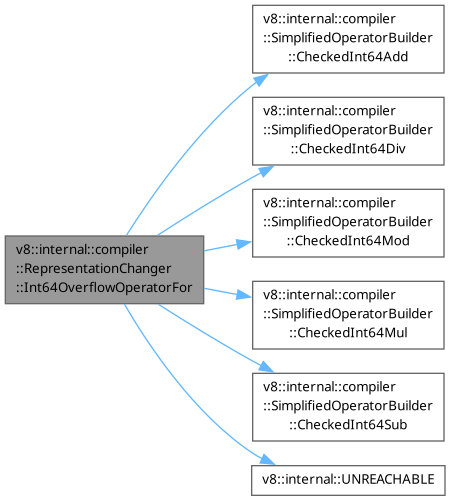 v8::internal::compiler
::SimplifiedOperatorBuilder
::CheckedInt64Add
v8::internal::compiler
::SimplifiedOperatorBuilder
::CheckedInt64Div
v8::internal::compiler
::SimplifiedOperatorBuilder
::CheckedInt64Mod
v8::internal::compiler
::RepresentationChanger
::Int64OverflowOperatorFor
v8::internal::compiler
::SimplifiedOperatorBuilder
::CheckedInt64Mul
v8::internal::compiler
::SimplifiedOperatorBuilder
::CheckedInt64Sub
v8::internal::UNREACHABLE